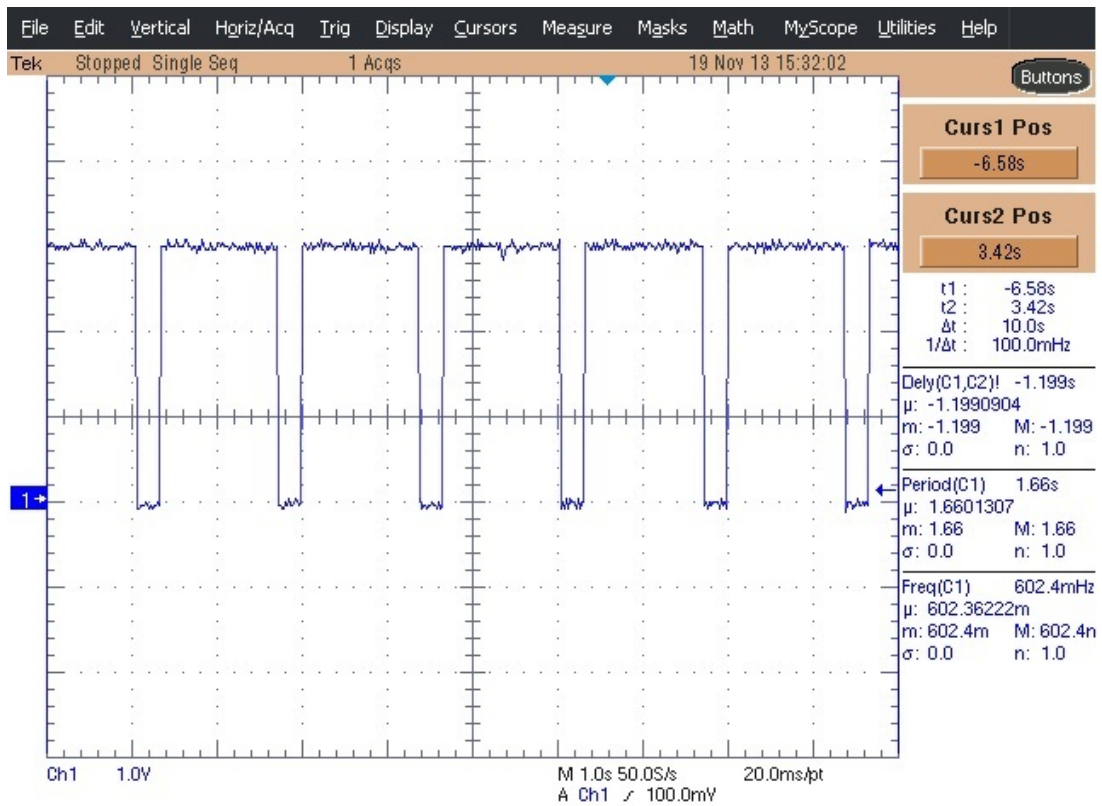 File Edit Vertical Horiz/Acq Trig Display Cursors Measure Masks Math MyScope Utilities Help
Tek Stopped Single Seq 1 Acqs 19 Nov 13 15:32:02
Buttons
Curs1 Pos
-6.58s
Curs2 Pos
3.42s
t1 : -6.58s
t2 : 3.42s
Δt : 10.0s
1/Δt : 100.0mHz
Dely(C1,C2)! -1.199s
µ: -1.1990904
m: -1.199 M: -1.199
σ: 0.0 n: 1.0
1
Period(C1) 1.66s
µ: 1.6601307
m: 1.66 M: 1.66
σ: 0.0 n: 1.0
Freq(C1) 602.4mHz
µ: 602.36222m
m: 602.4m M: 602.4n
σ: 0.0 n: 1.0
Ch1 1.0V M 1.0s 50.0S/s 20.0ms/pt
A Ch1 100.0mV